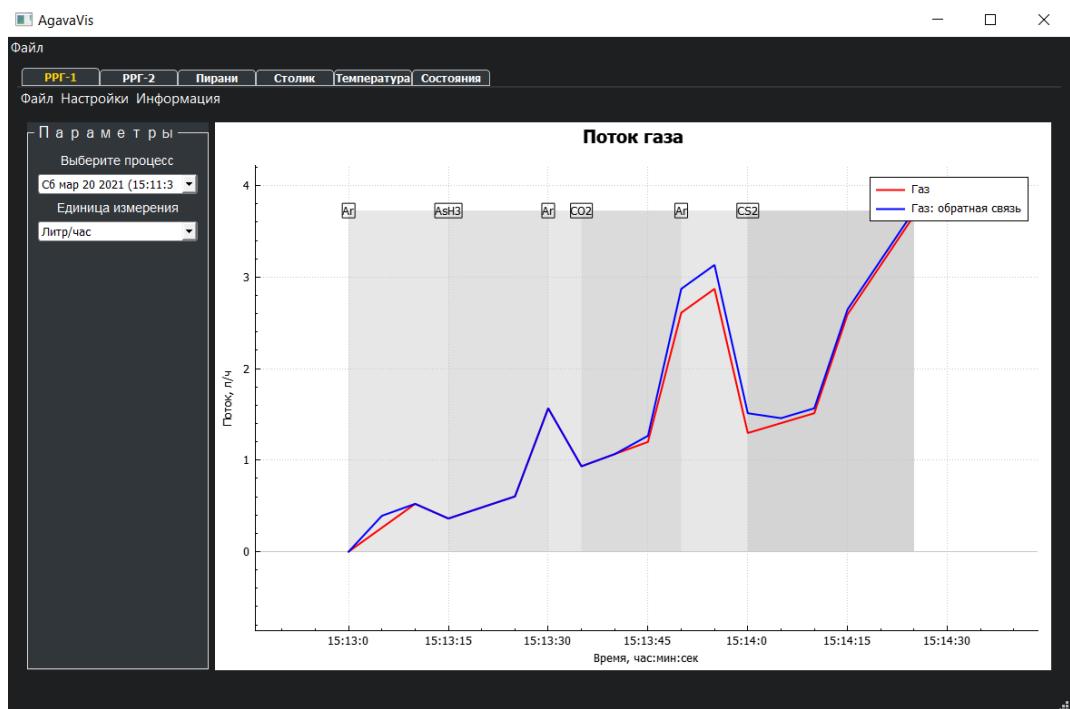 AgavaVis
Файл
РРГ-1 РРГ-2 Пирани Столик Температура Состояния
Файл Настройки Информация
Параметры
Выберите процесс
Сб мар 20 2021 (15:11:3
Единица измерения
Литр/час
Поток газа
Газ
Газ: обратная связь
Ar AsH3 Ar CO2 Ar CS2
4
3
2
1
0
Поток, л/ч
15:13:0 15:13:15 15:13:30 15:13:45 15:14:0 15:14:15 15:14:30
Время, час:мин:сек